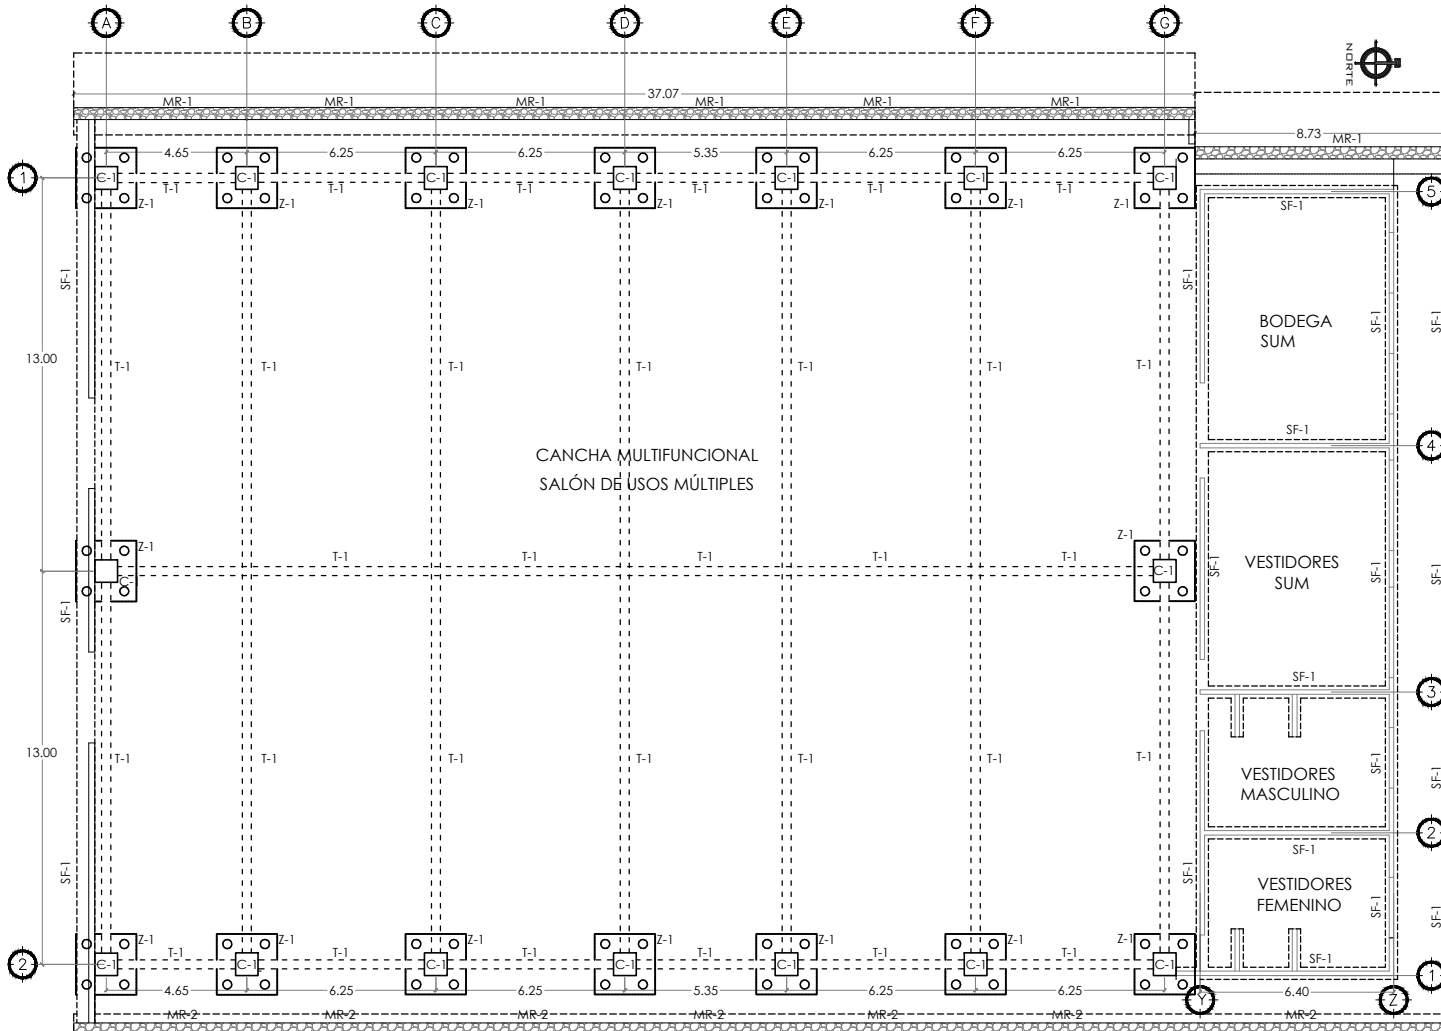 A B C D E F G
NORTE
37.07
MR-1 MR-1 MR-1 MR-1 MR-1 MR-1
8.73
MR-1
4.65 6.25 6.25 5.35 6.25 6.25
1 C-1 C-1 C-1 C-1 C-1 C-1 C-1
T-1 T-1 T-1 T-1 T-1 T-1
5
Z-1 Z-1 Z-1 Z-1 Z-1 Z-1 Z-1
SF-1
SF-1 SF-1
BODEGA
SUM
SF-1 SF-1
13.00
T-1 T-1 T-1 T-1 T-1 T-1 T-1
SF-1
4
CANCHA MULTIFUNCIONAL
SALÓN DE USOS MÚLTIPLES
Z-1 Z-1
T-1 T-1 T-1 T-1 T-1
C-1 C-1
SF-1 SF-1
VESTIDORES
SUM
SF-1 SF-1
SF-1
3
13.00
T-1 T-1 T-1 T-1 T-1 T-1 T-1
VESTIDORES
MASCULINO
SF-1 SF-1
2
SF-1
SF-1 SF-1
VESTIDORES
FEMENINO
SF-1 SF-1
Z-1 Z-1 Z-1 Z-1 Z-1 Z-1 Z-1
T-1 T-1 T-1 T-1 T-1 T-1
SF-1
2 C-1 C-1 C-1 C-1 C-1 C-1 C-1
1
4.65 6.25 6.25 5.35 6.25 6.25
Y 6.40 Z
MR-2 MR-2 MR-2 MR-2 MR-2 MR-2 MR-2